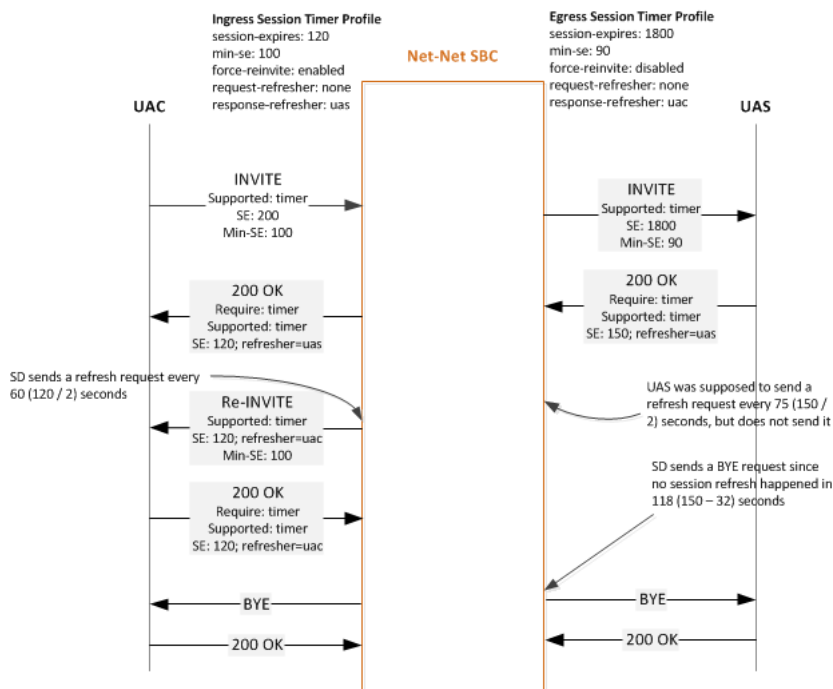 Ingress Session Timer Profile
session-expires: 120
min-se: 100
force-reinvite: enabled
request-refresher: none
response-refresher: uas
Net-Net SBC
Egress Session Timer Profile
session-expires: 1800
min-se: 90
force-reinvite: disabled
request-refresher: none
response-refresher: uac
UAC
UAS
INVITE
Supported: timer
SE: 200
Min-SE: 100
INVITE
Supported: timer
SE: 1800
Min-SE: 90
200 OK
Require: timer
Supported: timer
SE: 120; refresher=uas
200 OK
Require: timer
Supported: timer
SE: 150; refresher=uas
SD sends a refresh request every
60 (120 / 2) seconds
UAS was supposed to send a
refresh request every 75 (150 /
2) seconds, but does not send it
Re-INVITE
Supported: timer
SE: 120; refresher=uac
Min-SE: 100
SD sends a BYE request since
no session refresh happened in
118 (150 – 32) seconds
200 OK
Require: timer
Supported: timer
SE: 120; refresher=uac
BYE
BYE
200 OK
200 OK